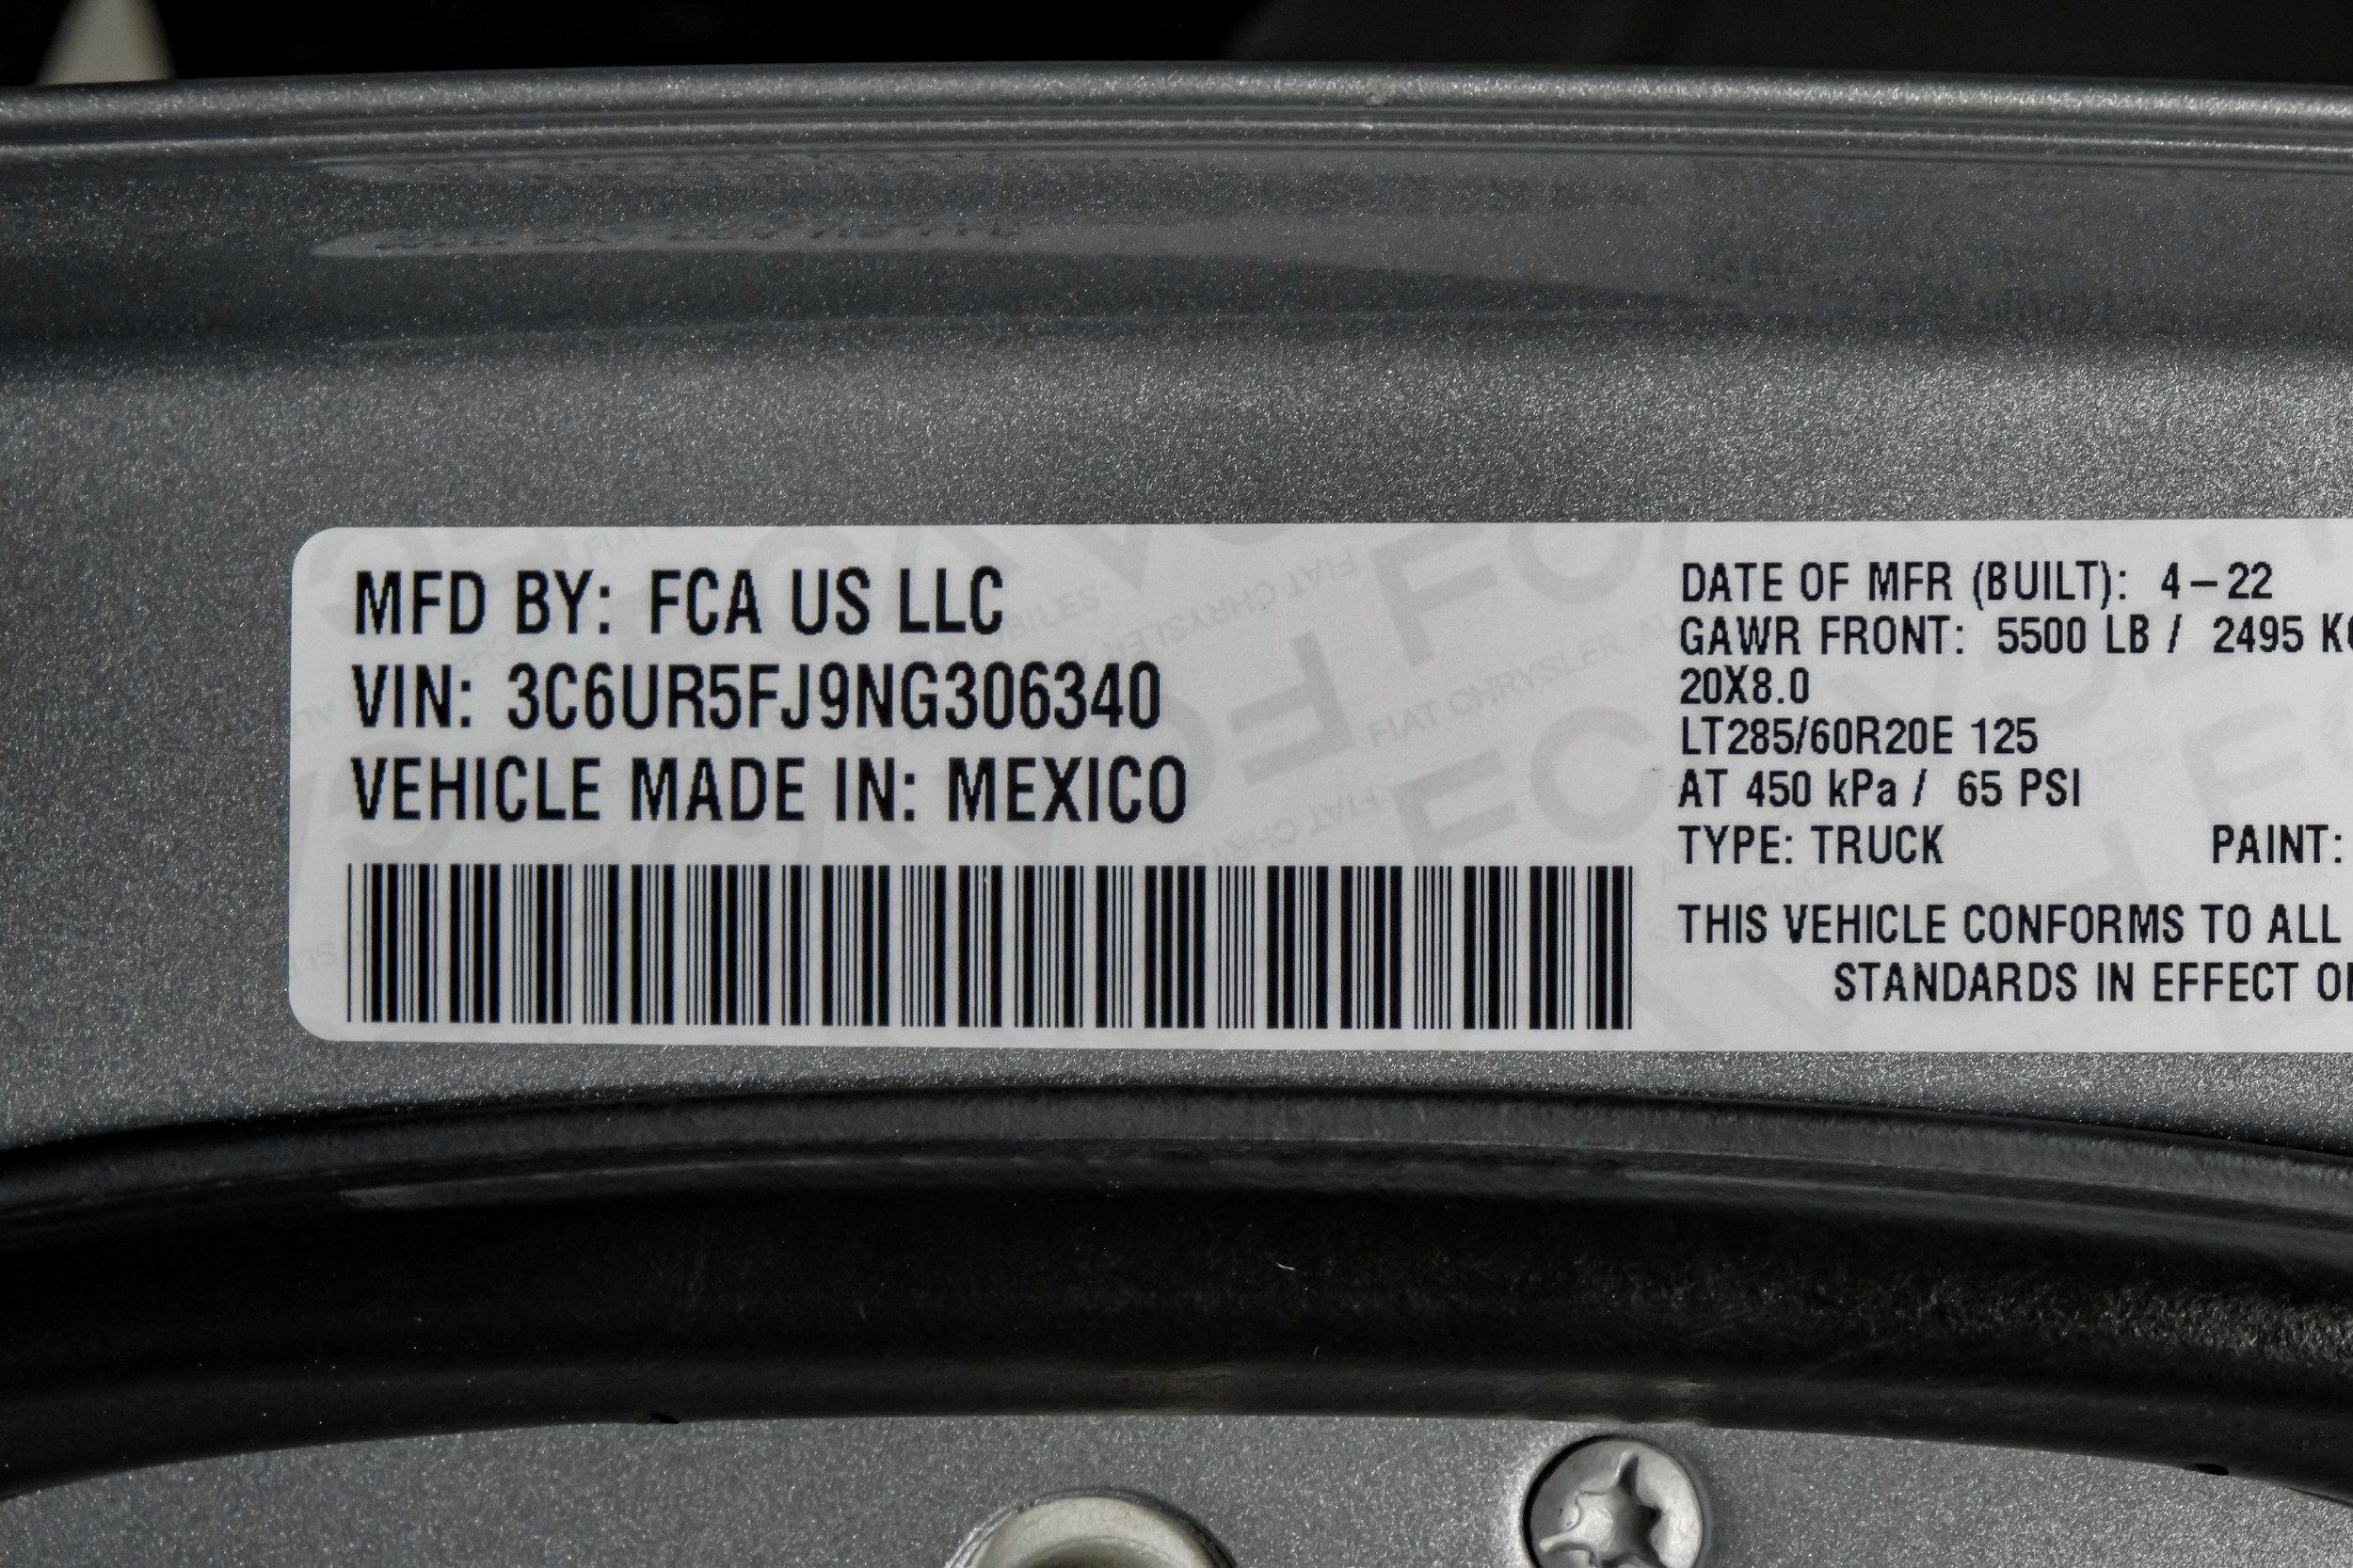 MFD BY: FCA US LLC
VIN: 3C6UR5FJ9NG306340
VEHICLE MADE IN: MEXICO
DATE OF MFR (BUILT): 4-22
GAWR FRONT: 5500 LB / 2495 KG
20X8.0
LT285/60R20E 125
AT 450 kPa / 65 PSI
TYPE: TRUCK PAINT:
THIS VEHICLE CONFORMS TO ALL
STANDARDS IN EFFECT